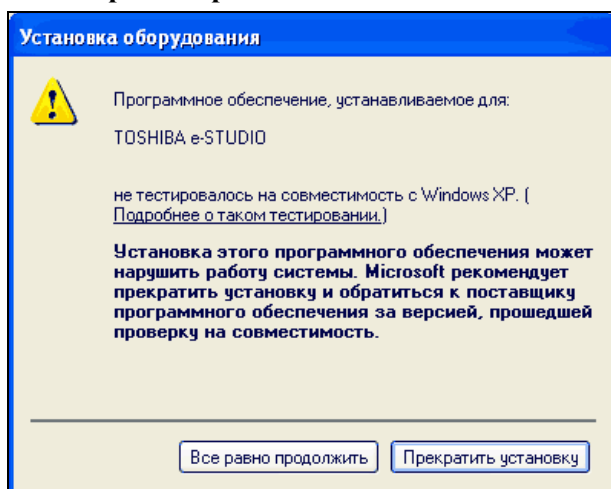 Установка оборудования
Программное обеспечение, устанавливаемое для:
TOSHIBA e-STUDIO
не тестировалось на совместимость с Windows XP. (
Подробнее о таком тестировании.)
Установка этого программного обеспечения может
нарушить работу системы. Microsoft рекомендует
прекратить установку и обратиться к поставщику
программного обеспечения за версией, прошедшей
проверку на совместимость.
Все равно продолжить
Прекратить установку